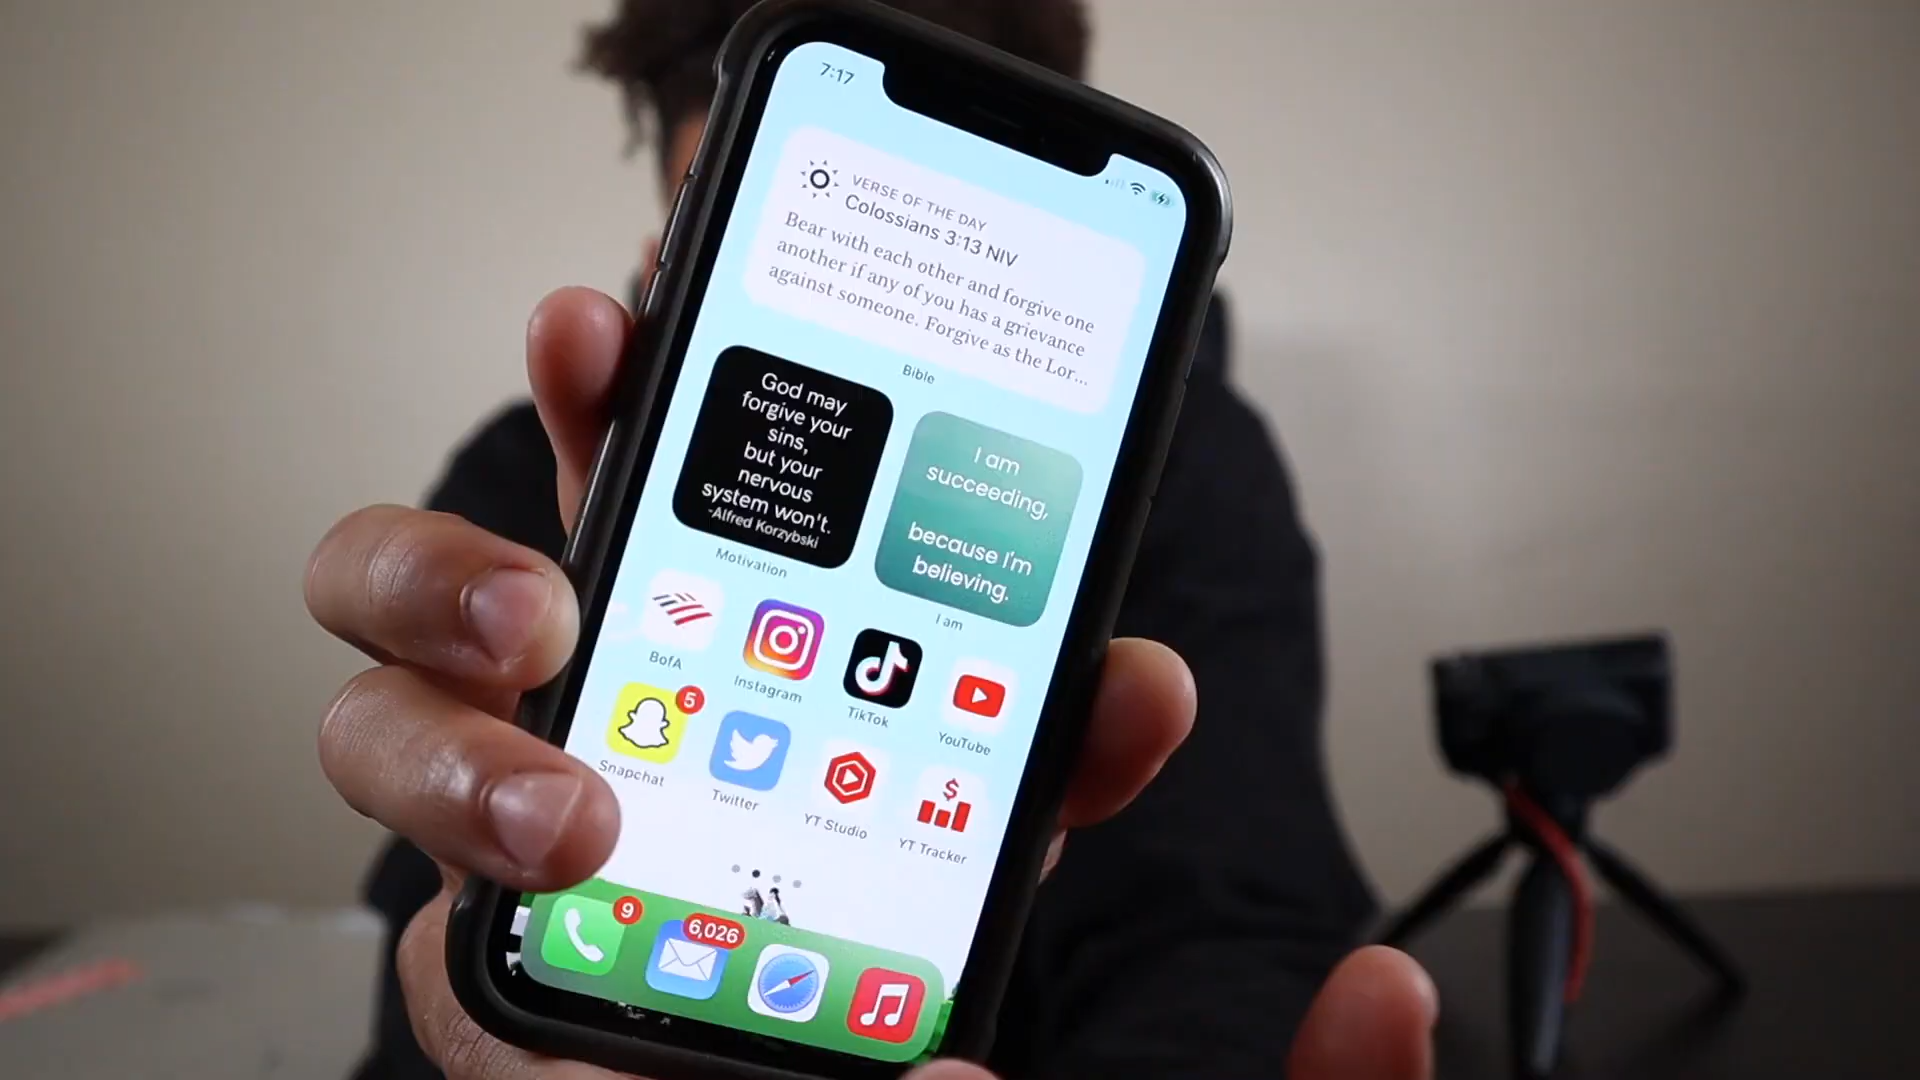 7:17
VERSE OF THE DAY
Colossians 3:13 NIV
Bear with each other and forgive one
another if any of you has a grievance
against someone. Forgive as the Lor...
Bible
God may
forgive your
sins,
but your
nervous
system won't.
-Alfred Korzybski
Motivation
I am
succeeding,
because I'm
believing.
I am
BofA
Instagram
TikTok
YouTube
5
Snapchat
Twitter
YT Studio
$
YT Tracker
9
6,026